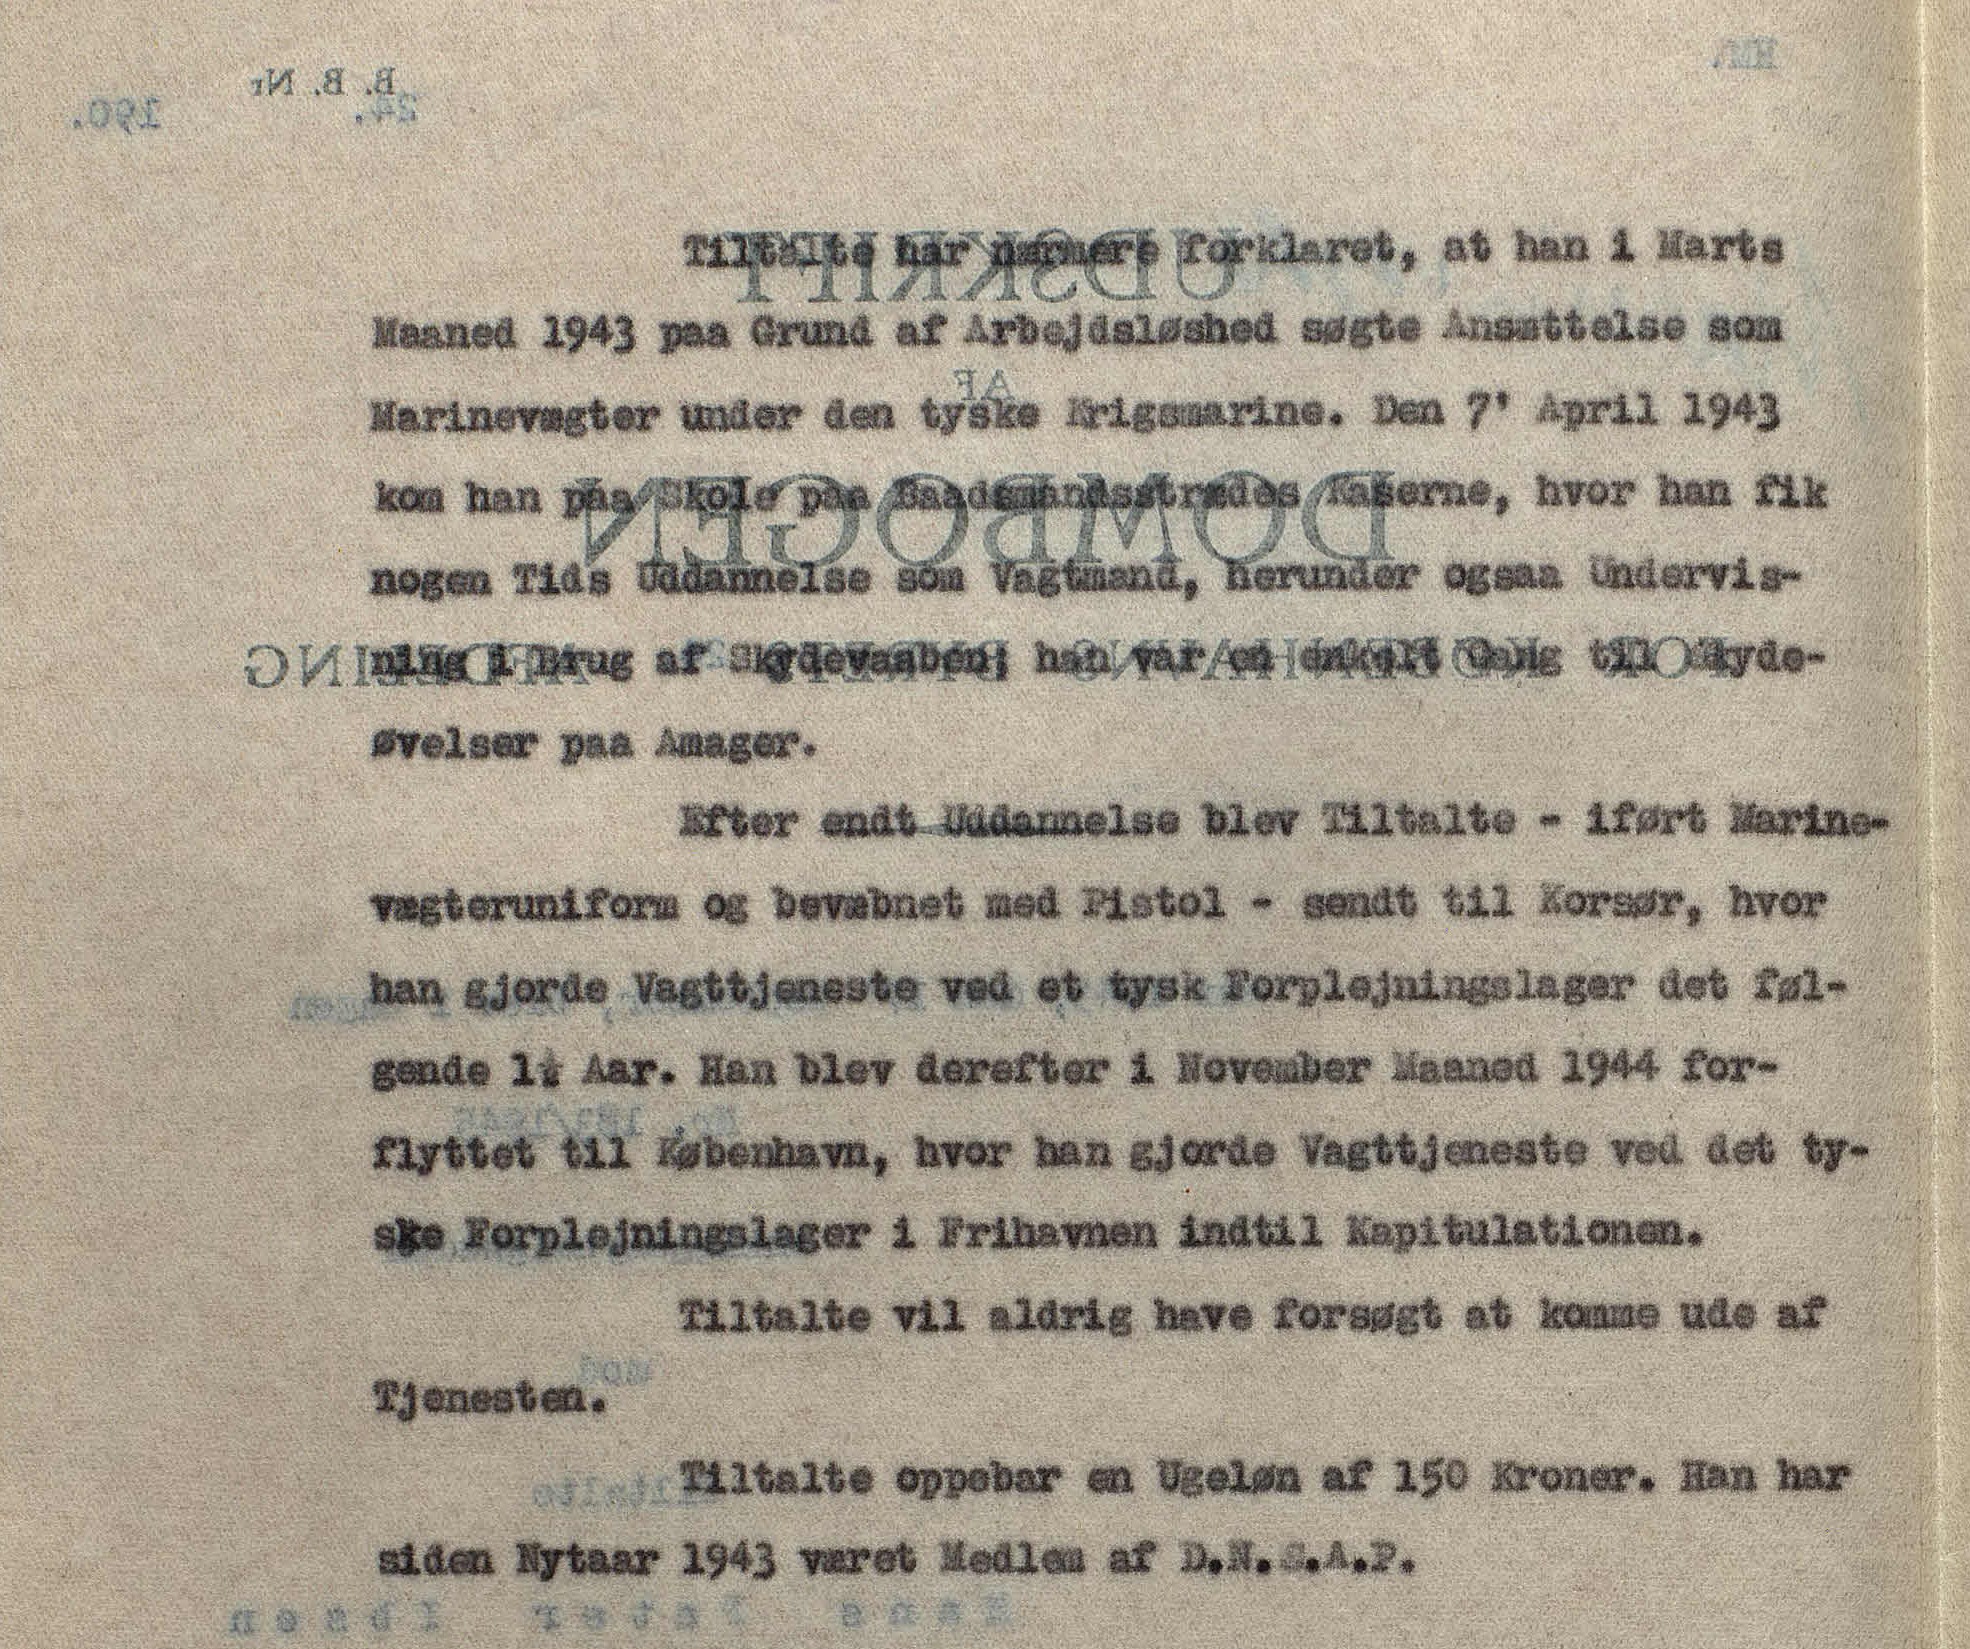 Tiltalte har nærmere forklaret, at han i Marts
Maaned 1943 paa Grund af Arbejdsløshed søgte Ansættelse som
Marinevægter under den tyske Krigsmarine. Den 7' April 1943
kom han paa Skole paa Baadsmandsstrædes Kaserne, hvor han fik
nogen Tids Uddannelse som Vagtmand, herunder ogsaa Undervis-
ning i Brug af Skydevaaben; han var en enkelt Gang til Skyde-
øvelser paa Amager.
Efter endt Uddannelse blev Tiltalte - iført Marine-
vægteruniform og bevæbnet med Pistol - sendt til Korsør, hvor
han gjorde Vagttjeneste ved et tysk Forplejningslager det føl-
gende 1½ Aar. Han blev derefter i November Maaned 1944 for-
flyttet til København, hvor han gjorde Vagttjeneste ved det ty-
ske Forplejningslager i Frihavnen indtil Kapitulationen.
Tiltalte vil aldrig have forsøgt at komme ude af
Tjenesten.
Tiltalte oppebar en Ugeløn af 150 Kroner. Han har
siden Nytaar 1943 været Medlem af D.N.S.A.P.